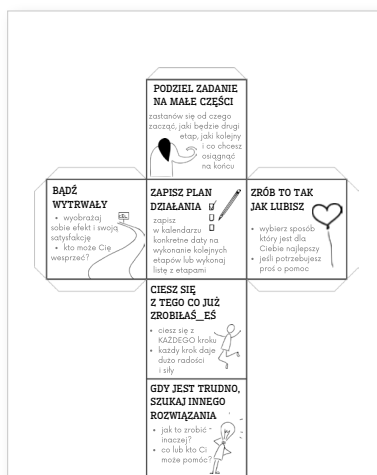 PODZIEL ZADANIE
NA MAŁE CZĘŚCI
zastanów się od czego
zacząć, jaki będzie drugi
etap, jaki kolejny
i co chcesz
osiągnąć
na końcu
BĄDŹ
WYTRWAŁY
• wyobrażaj
sobie efekt i swoją
satysfakcję
• kto może Cię
wesprzeć?
ZAPISZ PLAN
DZIAŁANIA
zapisz
w kalendarzu
konkretne daty na
wykonanie kolejnych
etapów lub wykonaj
listę z etapami
ZRÓB TO TAK
JAK LUBISZ
• wybierz sposób
który jest dla
Ciebie najlepszy
• jeśli potrzebujesz
proś o pomoc
CIESZ SIĘ
Z TEGO CO JUŻ
ZROBIŁAŚ_EŚ
• ciesz się z
KAŻDEGO kroku
• każdy krok daje
dużo radości
i siły
GDY JEST TRUDNO,
SZUKAJ INNEGO
ROZWIĄZANIA
• jak to zrobić
inaczej?
• co lub kto Ci
może pomóc?